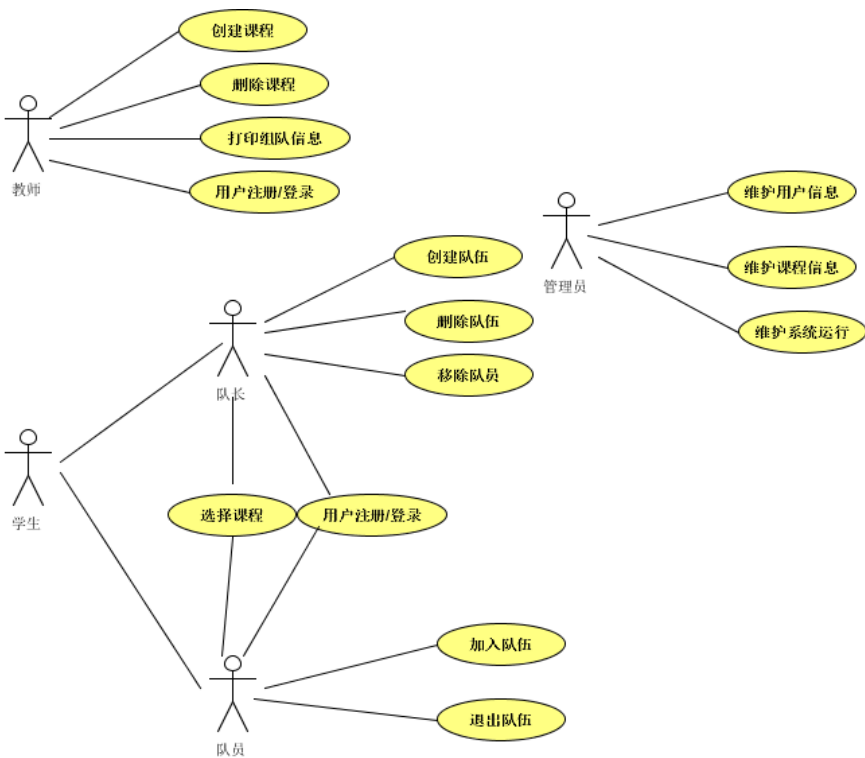 创建课程
删除课程
打印组队信息
教师
用户注册/登录
维护用户信息
创建队伍
维护课程信息
管理员
删除队伍
维护系统运行
移除队员
队长
选择课程
用户注册/登录
学生
加入队伍
退出队伍
队员